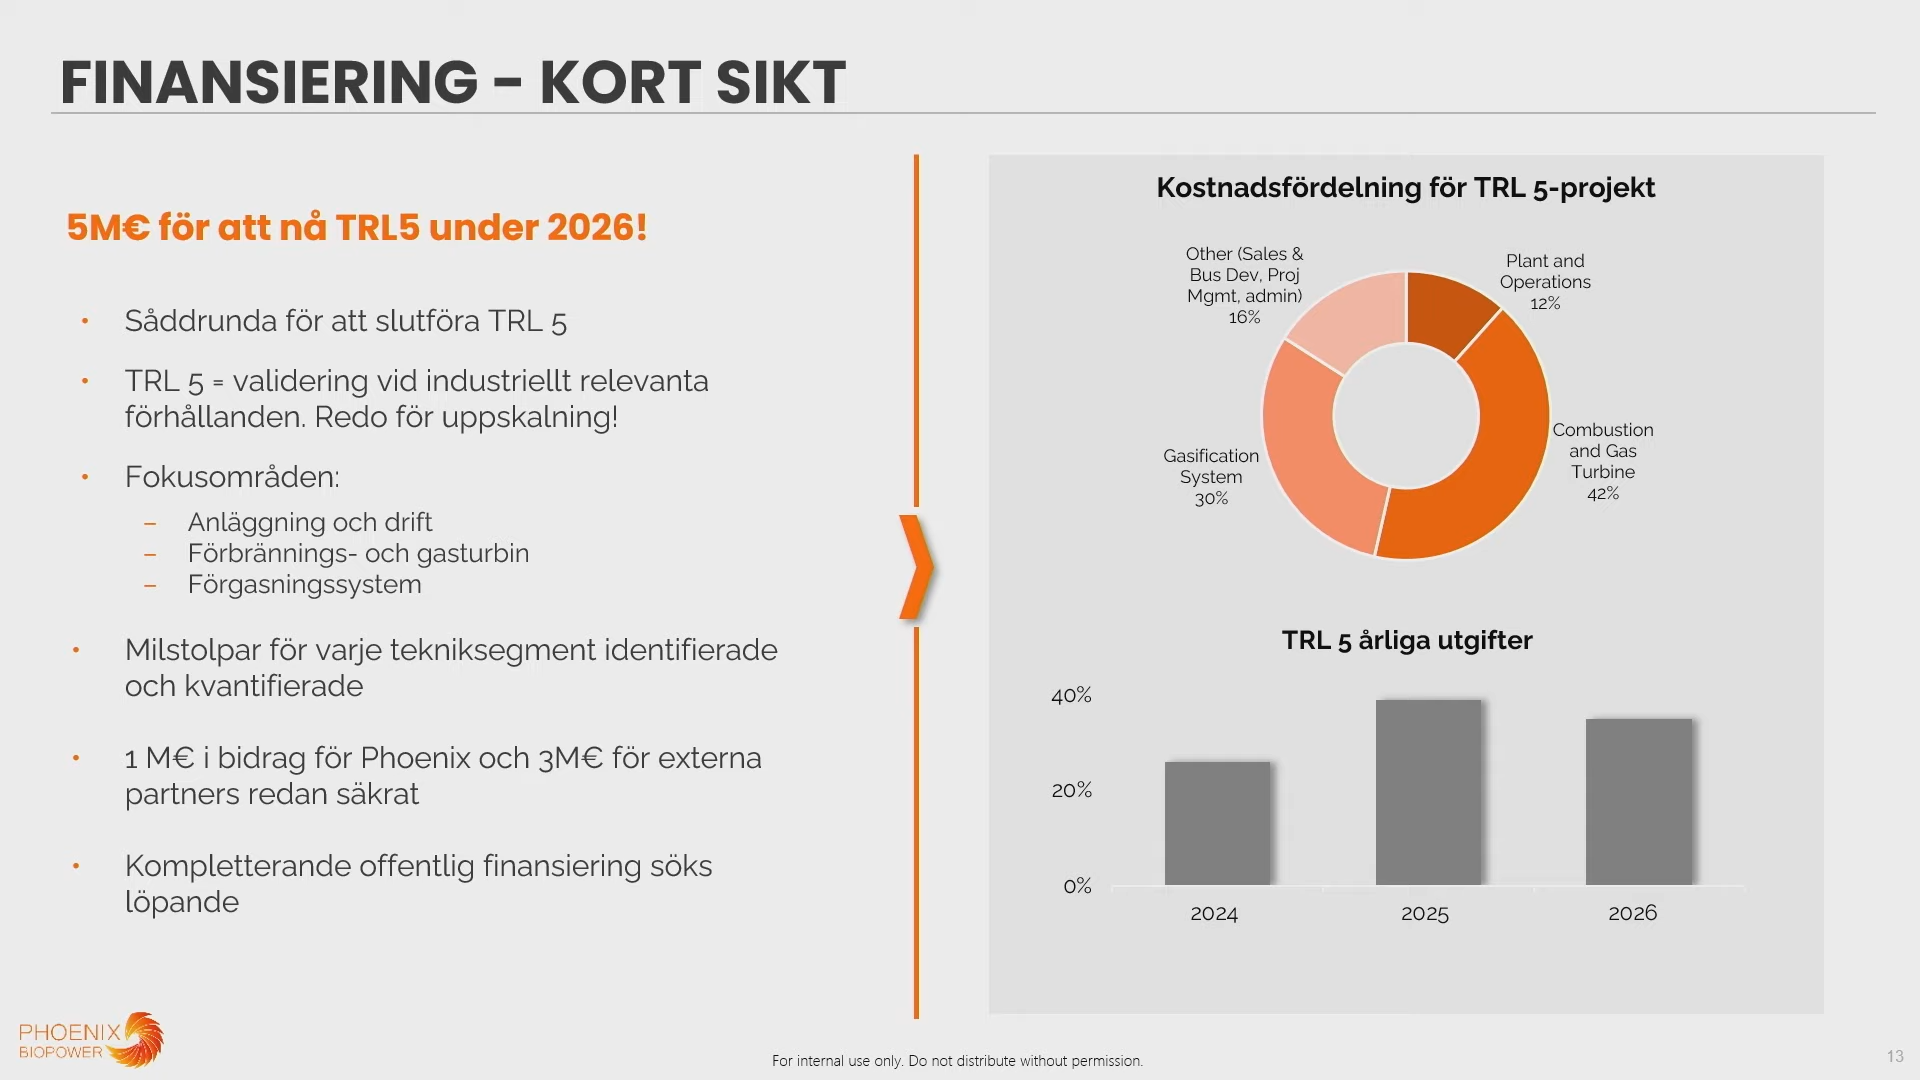 FINANSIERING - KORT SIKT
5M€ för att nå TRL5 under 2026!
• Såddrunda för att slutföra TRL 5
• TRL 5 = validering vid industriellt relevanta
förhållanden. Redo för uppskalning!
• Fokusområden:
– Anläggning och drift
– Förbrännings- och gasturbin
– Förgasningssystem
• Milstolpar för varje tekniksegment identifierade
och kvantifierade
• 1 M€ i bidrag för Phoenix och 3M€ för externa
partners redan säkrat
• Kompletterande offentlig finansiering söks
löpande
Kostnadsfördelning för TRL 5-projekt
Other (Sales &
Bus Dev, Proj
Mgmt, admin)
16%
Plant and
Operations
12%
Combustion
and Gas
Turbine
42%
Gasification
System
30%
TRL 5 årliga utgifter
40%
20%
0%
2024
2025
2026
PHOENIX
BIOPOWER
For internal use only. Do not distribute without permission.
13